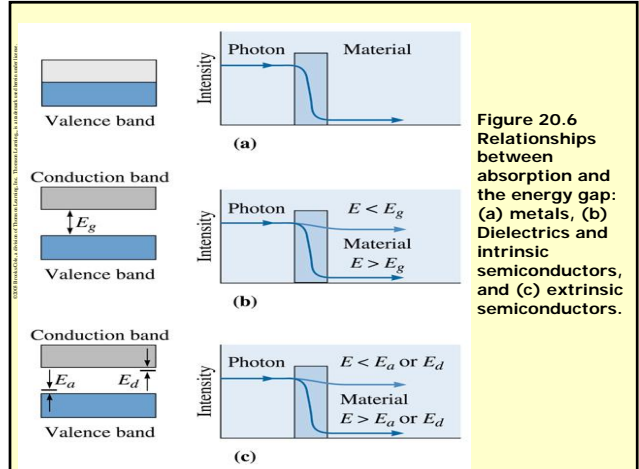 Photon
Material
Intensity
Valence band
(a)
Conduction band
E_g
Valence band
Photon
E < E_g
Material
E > E_g
Intensity
(b)
Conduction band
E_a
E_d
Valence band
Photon
E < E_a or E_d
Material
E > E_a or E_d
Intensity
(c)
Figure 20.6
Relationships
between
absorption and
the energy gap:
(a) metals, (b)
Dielectrics and
intrinsic
semiconductors,
and (c) extrinsic
semiconductors.